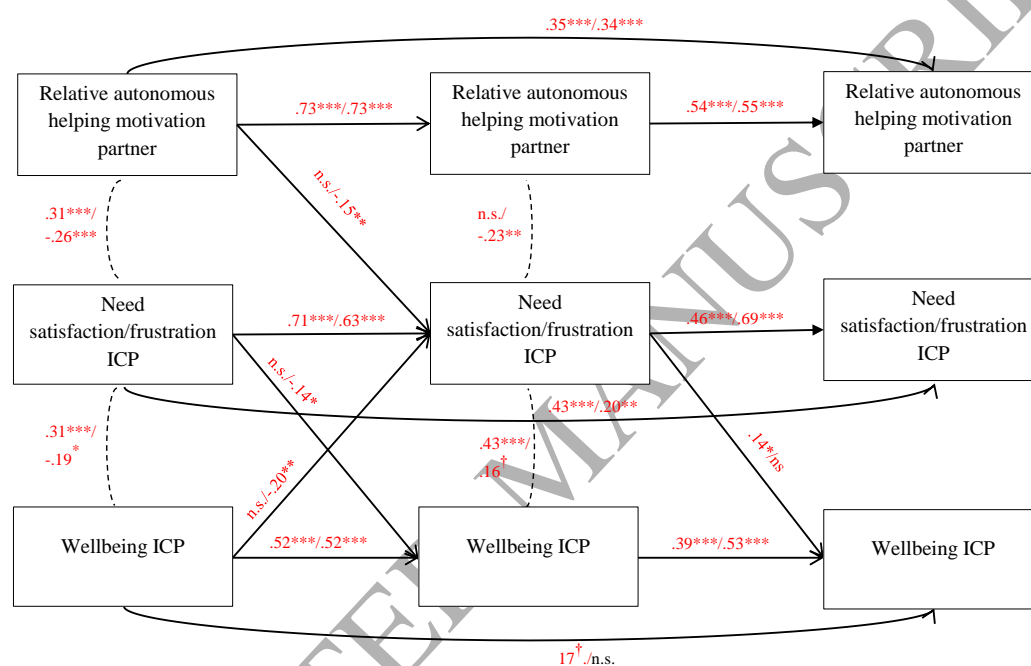 .35***/.34***
Relative autonomous
helping motivation
partner
.73***/.73***
Relative autonomous
helping motivation
partner
.54***/.55***
Relative autonomous
helping motivation
partner
n.s./-.15**
.31***/
-.26***
n.s./
-.23**
Need
satisfaction/frustration
ICP
.71***/.63***
Need
satisfaction/frustration
ICP
.46***/.69***
Need
satisfaction/frustration
ICP
n.s./-.14*
.43***/.20**
.31***/
-.19*
.43***/
.16†
.14*/ns
n.s./-.20**
Wellbeing ICP
.52***/.52***
Wellbeing ICP
.39***/.53***
Wellbeing ICP
17†./n.s.